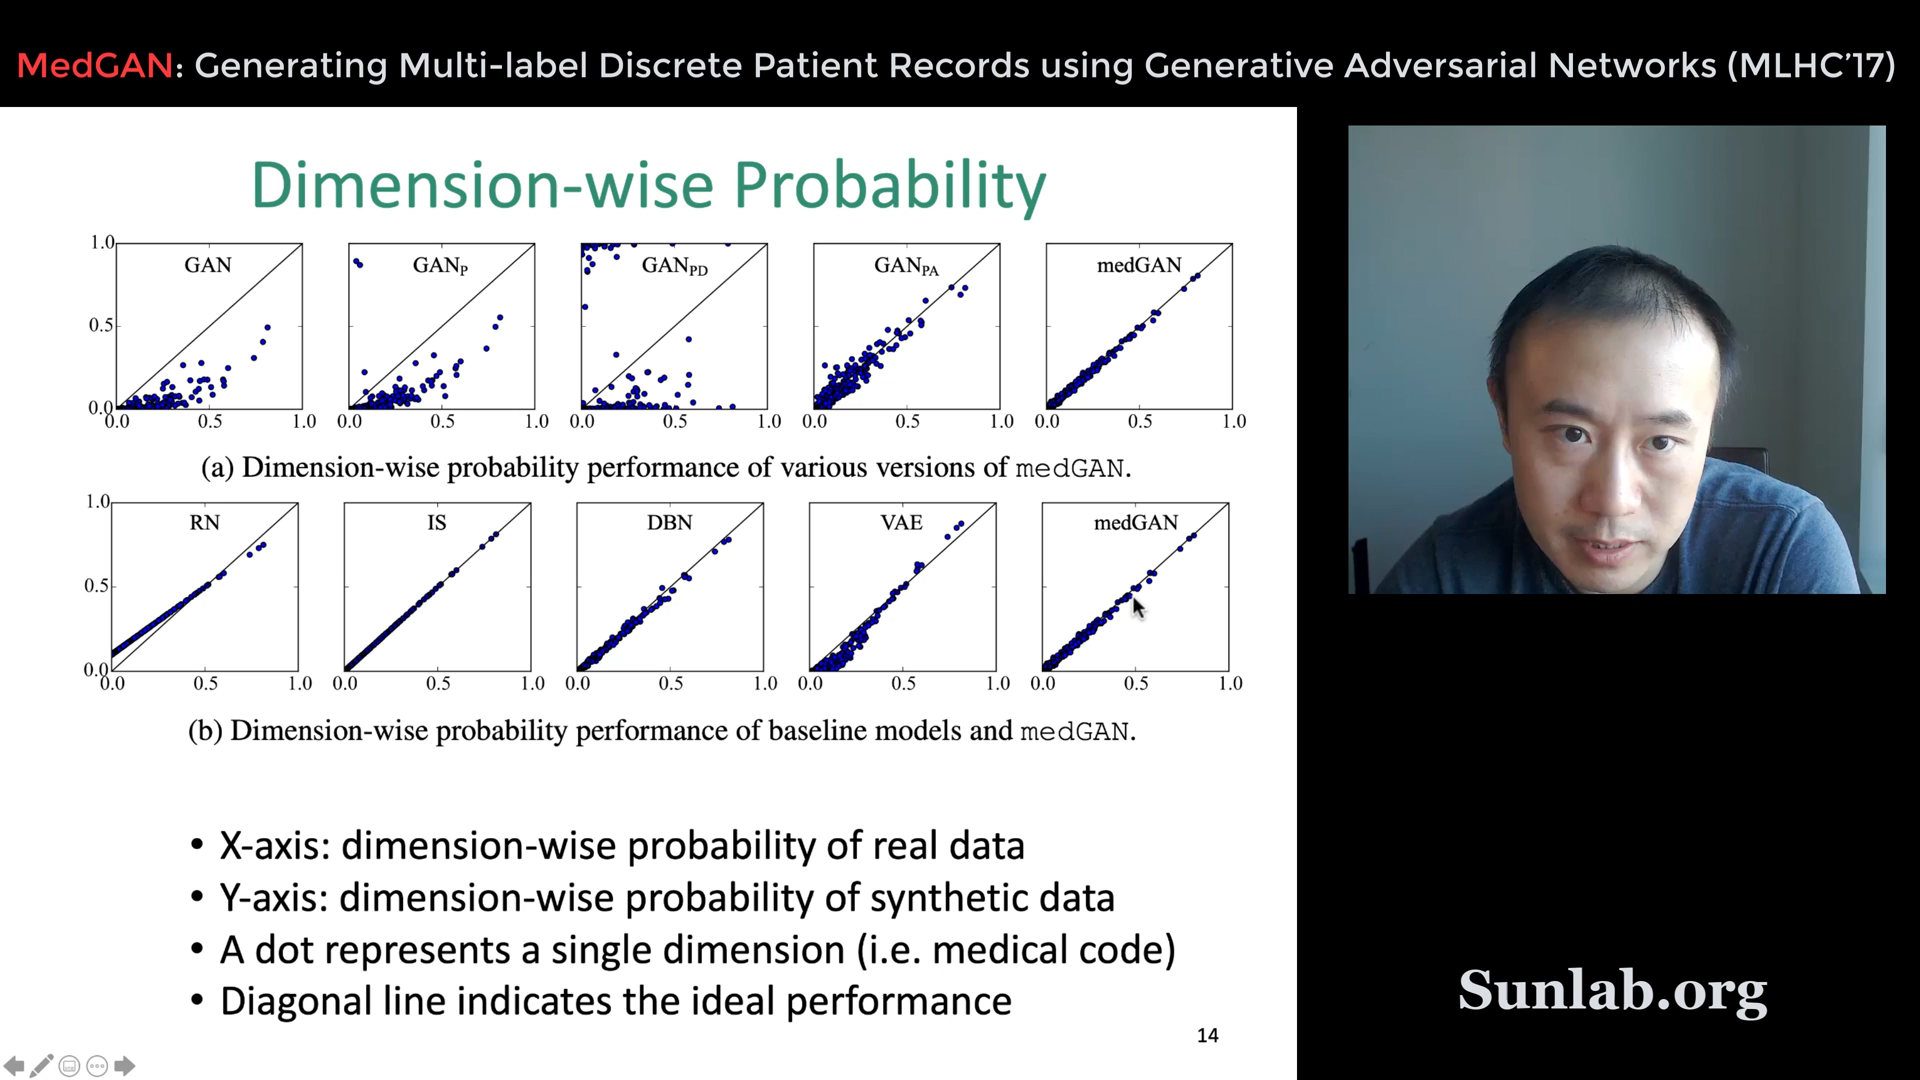 MedGAN: Generating Multi-label Discrete Patient Records using Generative Adversarial Networks (MLHC'17)
Dimension-wise Probability
1.0
0.5
0.0
GAN
GANP
GANPD
GANPA
medGAN
0.0 0.5 1.0 0.0 0.5 1.0 0.0 0.5 1.0 0.0 0.5 1.0 0.0 0.5 1.0
(a) Dimension-wise probability performance of various versions of medGAN.
1.0
0.5
0.0
RN
IS
DBN
VAE
medGAN
0.0 0.5 1.0 0.0 0.5 1.0 0.0 0.5 1.0 0.0 0.5 1.0 0.0 0.5 1.0
(b) Dimension-wise probability performance of baseline models and medGAN.
• X-axis: dimension-wise probability of real data
• Y-axis: dimension-wise probability of synthetic data
• A dot represents a single dimension (i.e. medical code)
• Diagonal line indicates the ideal performance
14
Sunlab.org